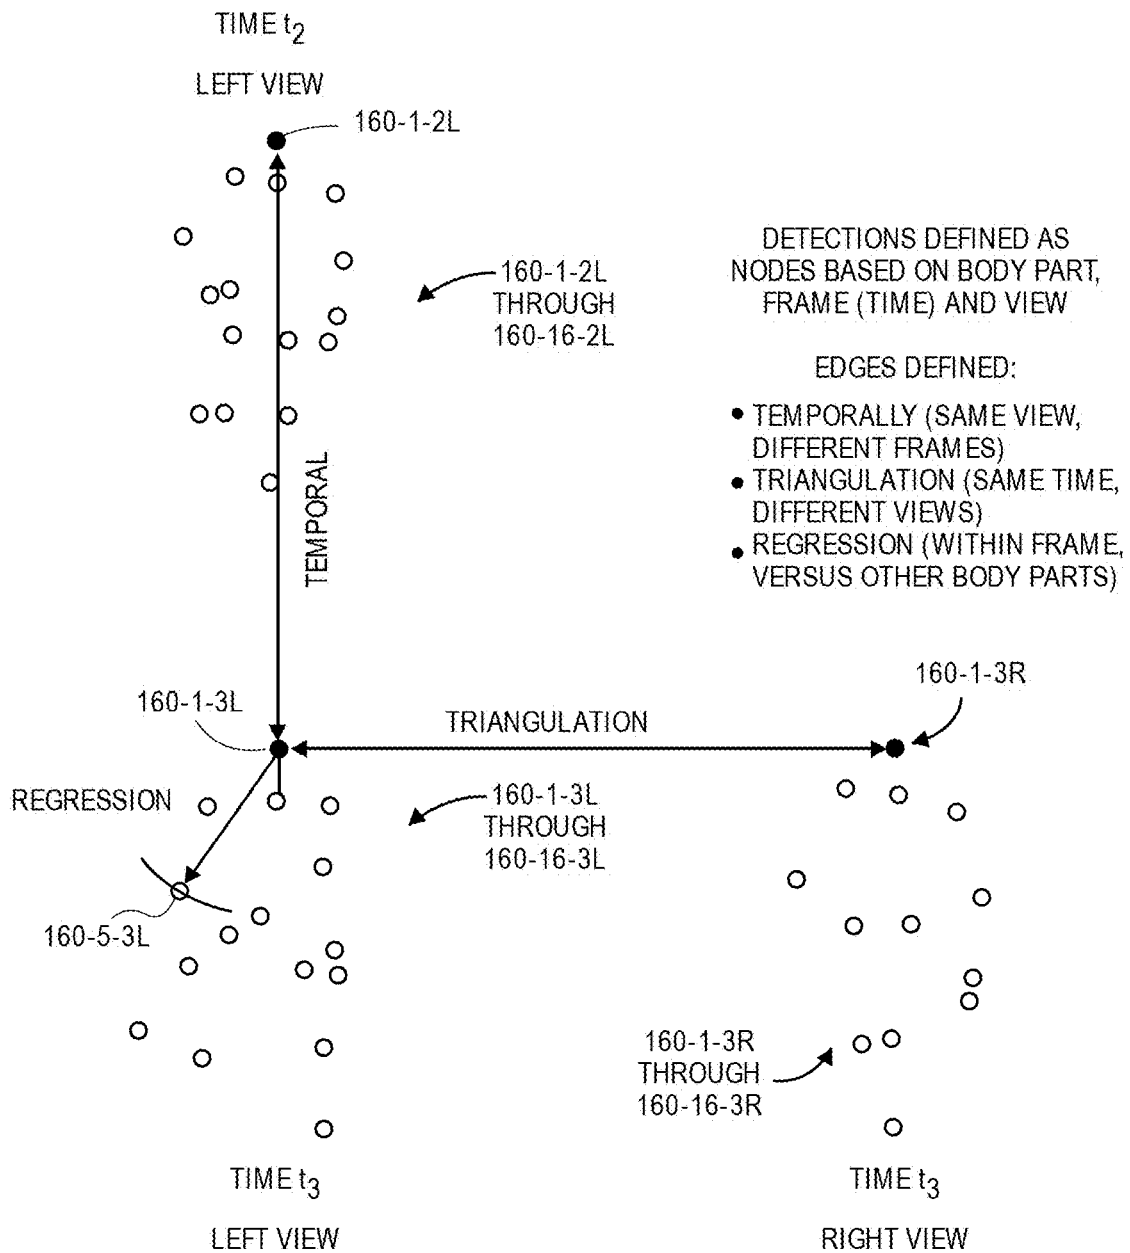 TIME t2
LEFT VIEW
160-1-2L
160-1-2L
THROUGH
160-16-2L
DETECTIONS DEFINED AS
NODES BASED ON BODY PART,
FRAME (TIME) AND VIEW
EDGES DEFINED:
• TEMPORALLY (SAME VIEW,
DIFFERENT FRAMES)
• TRIANGULATION (SAME TIME,
DIFFERENT VIEWS)
• REGRESSION (WITHIN FRAME,
VERSUS OTHER BODY PARTS)
TEMPORAL
160-1-3L
TRIANGULATION
160-1-3R
REGRESSION
160-1-3L
THROUGH
160-16-3L
160-5-3L
160-1-3R
THROUGH
160-16-3R
TIME t3
LEFT VIEW
TIME t3
RIGHT VIEW